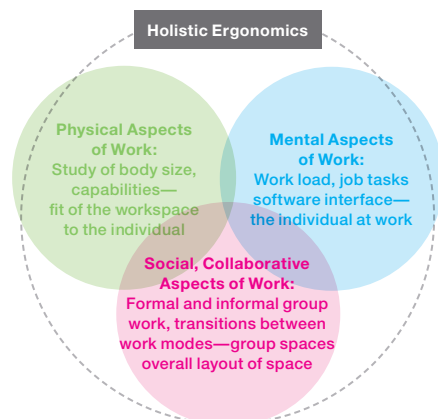 Holistic Ergonomics
Physical Aspects
of Work:
Study of body size,
capabilities—
fit of the workspace
to the individual
Mental Aspects
of Work:
Work load, job tasks
software interface—
the individual at work
Social, Collaborative
Aspects of Work:
Formal and informal group
work, transitions between
work modes—group spaces
overall layout of space